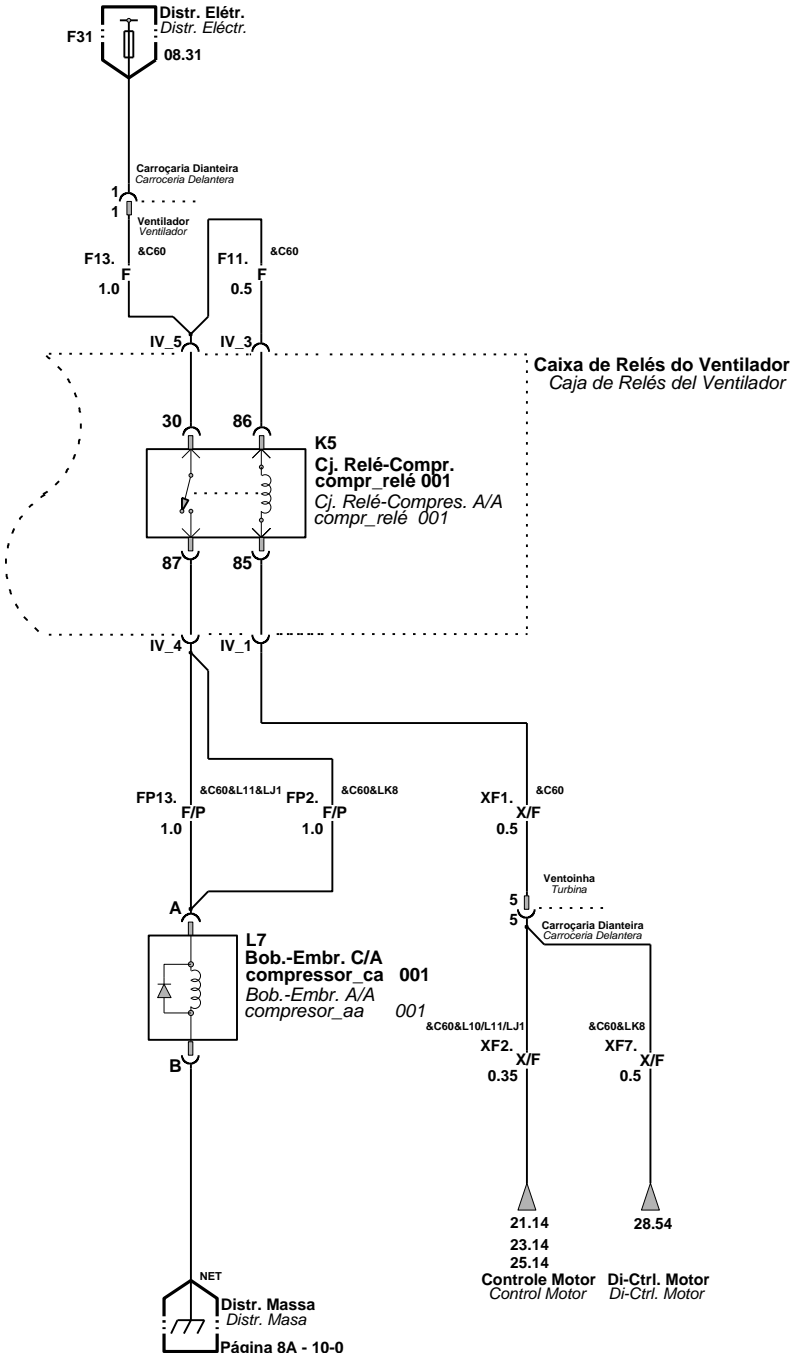 Distr. Elétr.
Distr. Eléctr.
F31
08.31
Carroçaria Dianteira
Carroceria Delantera
1
1
Ventilador
Ventilador
F13.
&C60
F
1.0
F11.
&C60
F
0.5
IV_5
IV_3
Caixa de Relés do Ventilador
Caja de Relés del Ventilador
30
86
K5
Cj. Relé-Compr.
compr_relé 001
Cj. Relé-Compres. A/A
compr_relé 001
87
85
IV_4
IV_1
FP13.
&C60&L11&LJ1
F/P
1.0
FP2.
&C60&LK8
F/P
1.0
XF1.
&C60
X/F
0.5
Ventoinha
Turbina
5
5
Carroçaria Dianteira
Carroceria Delantera
A
L7
Bob.-Embr. C/A
compressor_ca 001
Bob.-Embr. A/A
compresor_aa 001
B
&C60&L10/L11/LJ1
XF2.
X/F
0.35
&C60&LK8
XF7.
X/F
0.5
21.14
23.14
25.14
Controle Motor
Control Motor
28.54
Di-Ctrl. Motor
Di-Ctrl. Motor
NET
Distr. Massa
Distr. Masa
Página 8A - 10-0